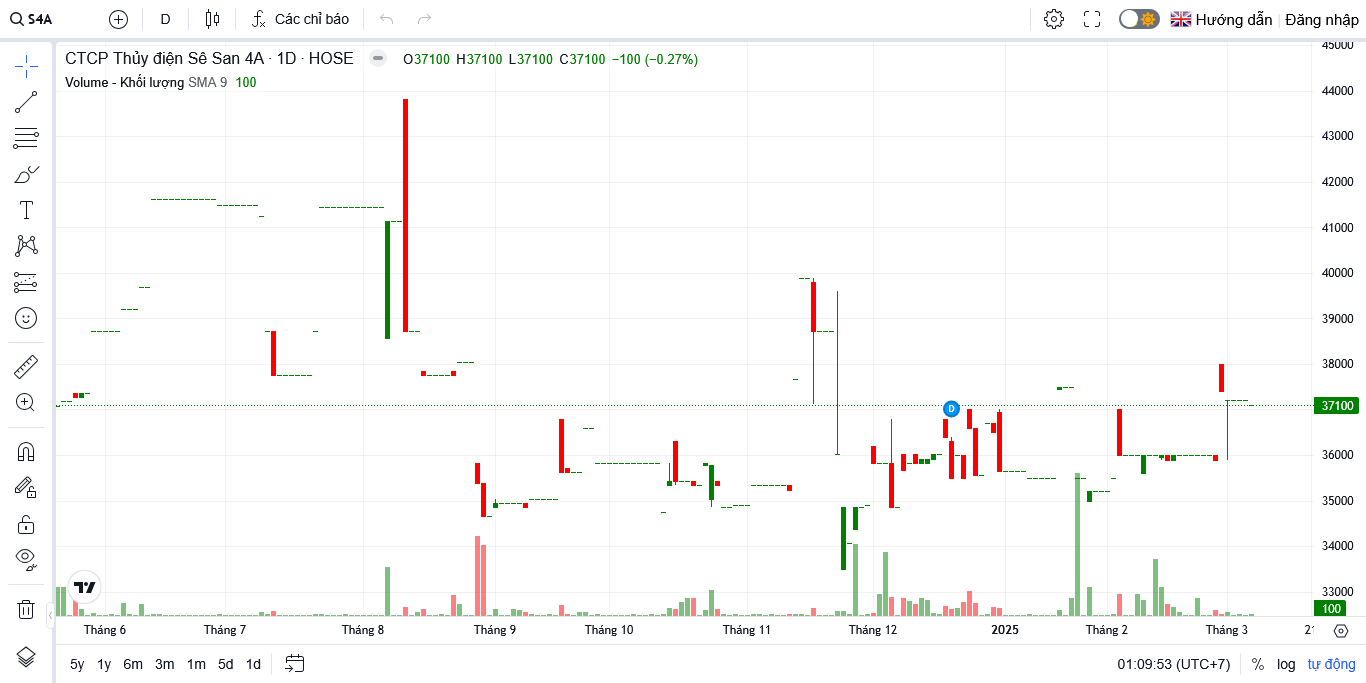 S4A D Các chỉ báo Hướng dẫn Đăng nhập
CTCP Thủy điện Sê San 4A · 1D · HOSE O37100 H37100 L37100 C37100 −100 (−0.27%)
Volume - Khối lượng SMA 9 100
45000
44000
43000
42000
41000
40000
39000
38000
37100
36000
35000
34000
33000
100
D
Tháng 6 Tháng 7 Tháng 8 Tháng 9 Tháng 10 Tháng 11 Tháng 12 2025 Tháng 2 Tháng 3 21
5y 1y 6m 3m 1m 5d 1d 01:09:53 (UTC+7) % log tự động